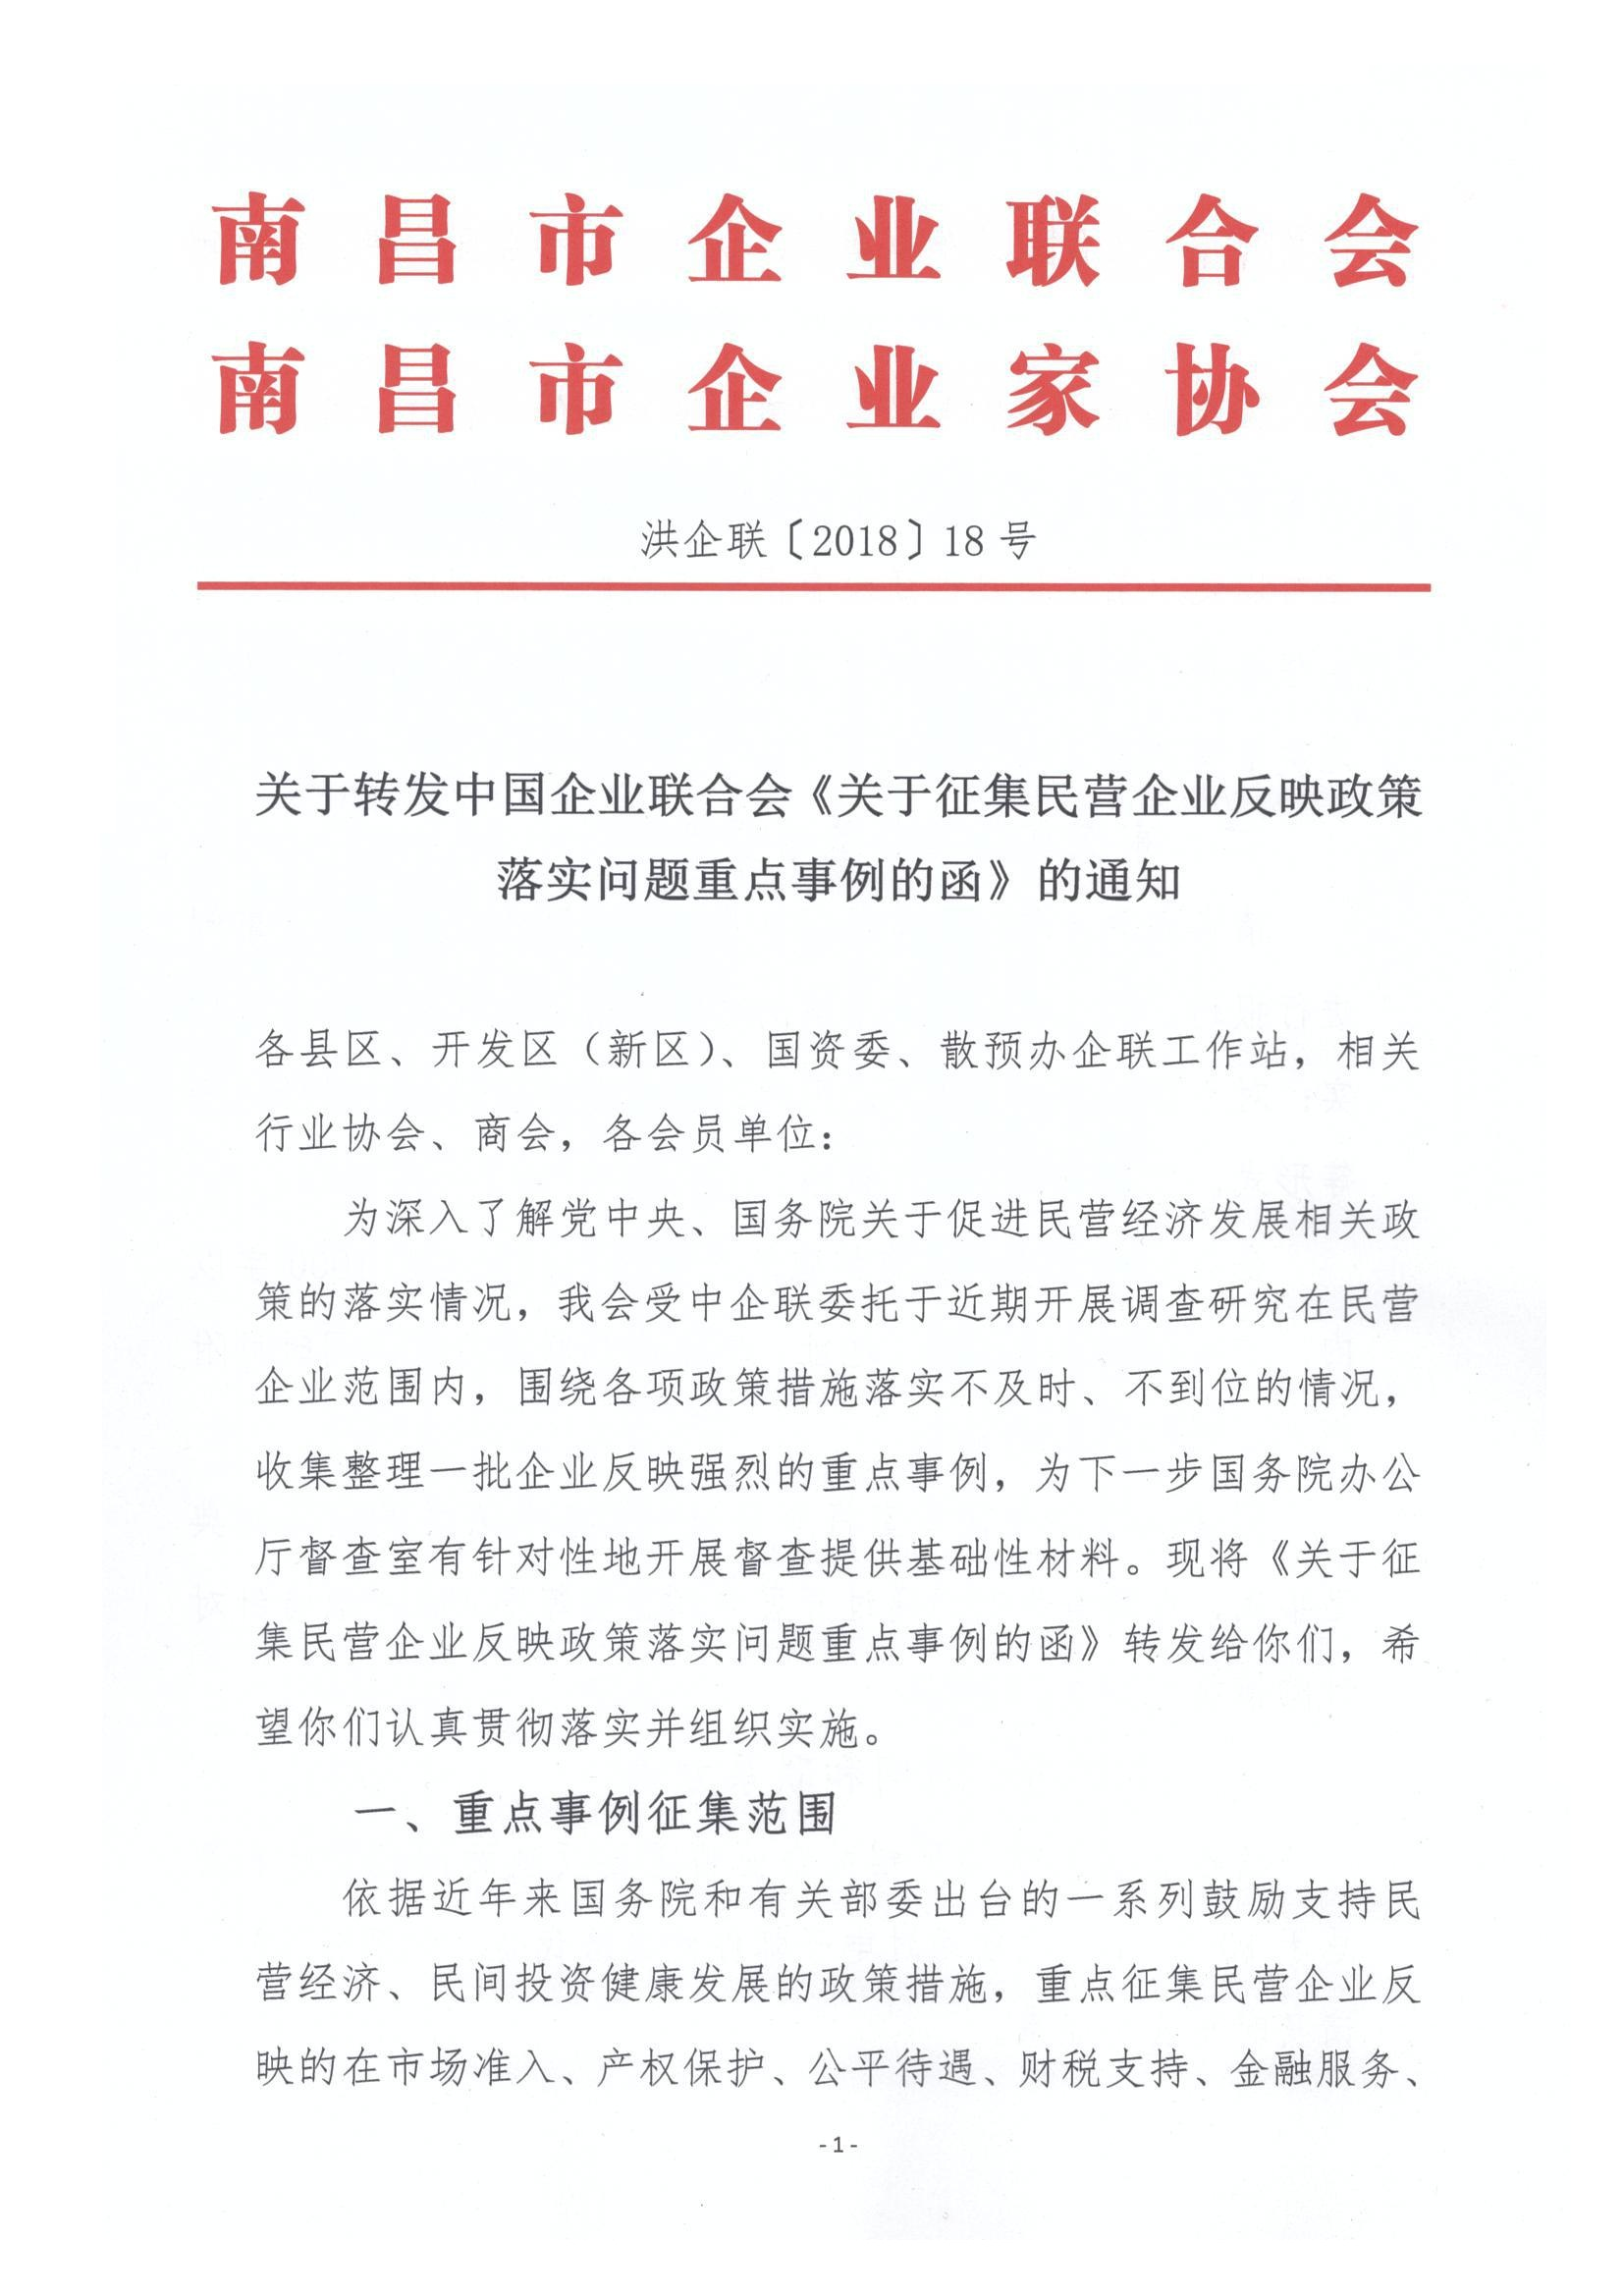 南昌市企业联合会
南昌市企业家协会
洪企联〔2018〕18 号
关于转发中国企业联合会《关于征集民营企业反映政策
落实问题重点事例的函》的通知
各县区、开发区（新区）、国资委、散预办企联工作站，相关
行业协会、商会，各会员单位：
为深入了解党中央、国务院关于促进民营经济发展相关政
策的落实情况，我会受中企联委托于近期开展调查研究在民营
企业范围内，围绕各项政策措施落实不及时、不到位的情况，
收集整理一批企业反映强烈的重点事例，为下一步国务院办公
厅督查室有针对性地开展督查提供基础性材料。现将《关于征
集民营企业反映政策落实问题重点事例的函》转发给你们，希
望你们认真贯彻落实并组织实施。
一、重点事例征集范围
依据近年来国务院和有关部委出台的一系列鼓励支持民
营经济、民间投资健康发展的政策措施，重点征集民营企业反
映的在市场准入、产权保护、公平待遇、财税支持、金融服务、
- 1 -